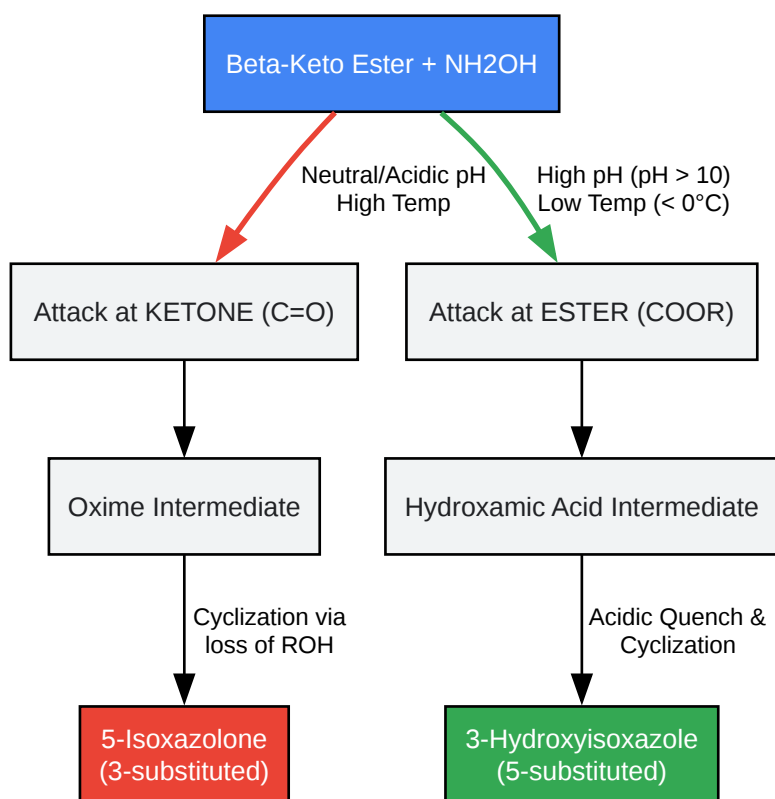 Beta-Keto Ester + NH2OH
Neutral/Acidic pH
High Temp
High pH (pH > 10)
Low Temp (< 0°C)
Attack at KETONE (C=O)
Attack at ESTER (COOR)
Oxime Intermediate
Hydroxamic Acid Intermediate
Cyclization via
loss of ROH
Acidic Quench &
Cyclization
5-Isoxazolone
(3-substituted)
3-Hydroxyisoxazole
(5-substituted)